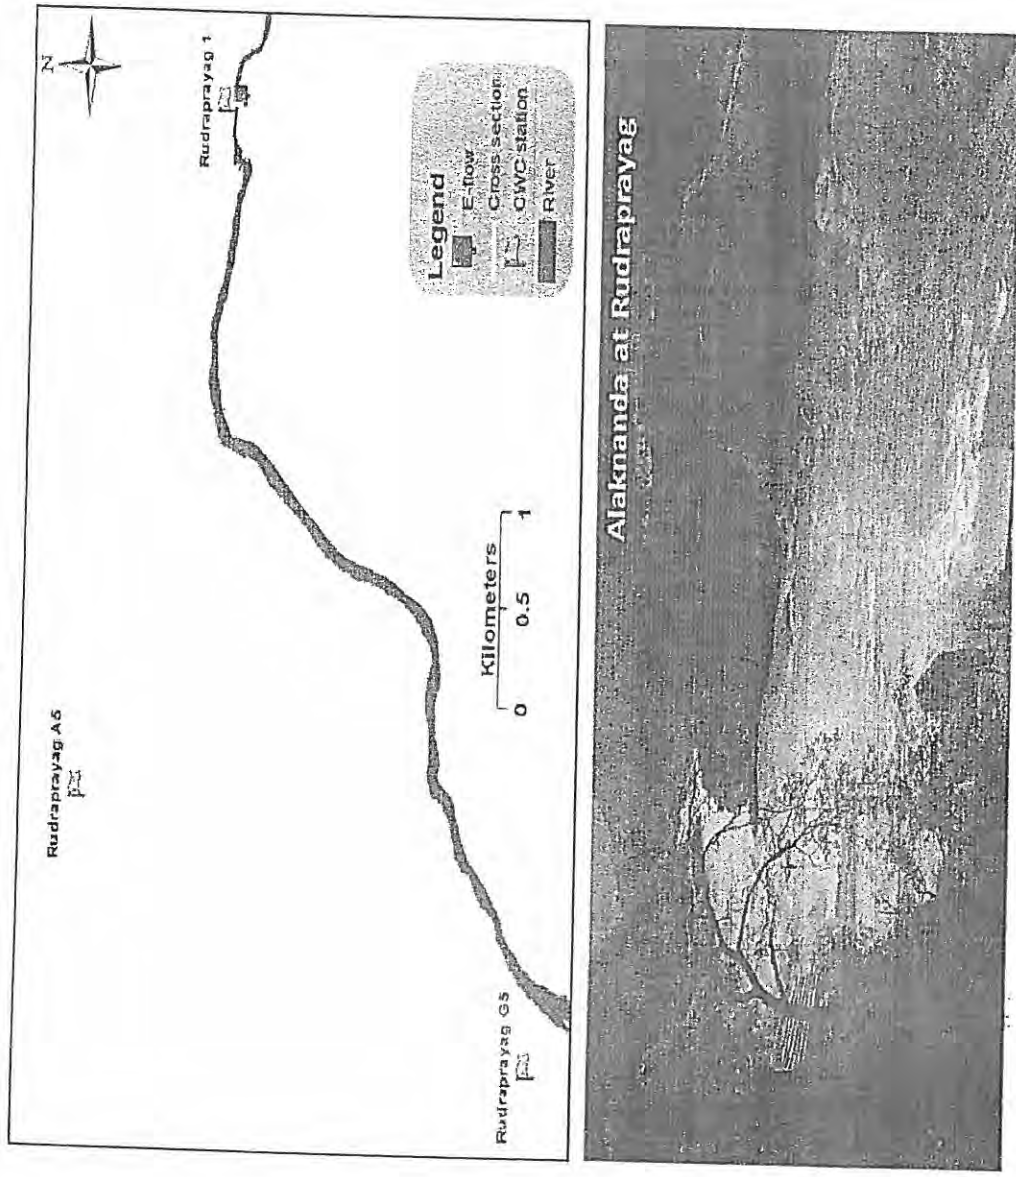 N
Rudraprayag 1
Rudraprayag A5
Rudraprayag G5
Kilometers
0 0.5 1
Legend
E-flow
Cross section
CWC station
River
Alaknanda at Rudraprayag